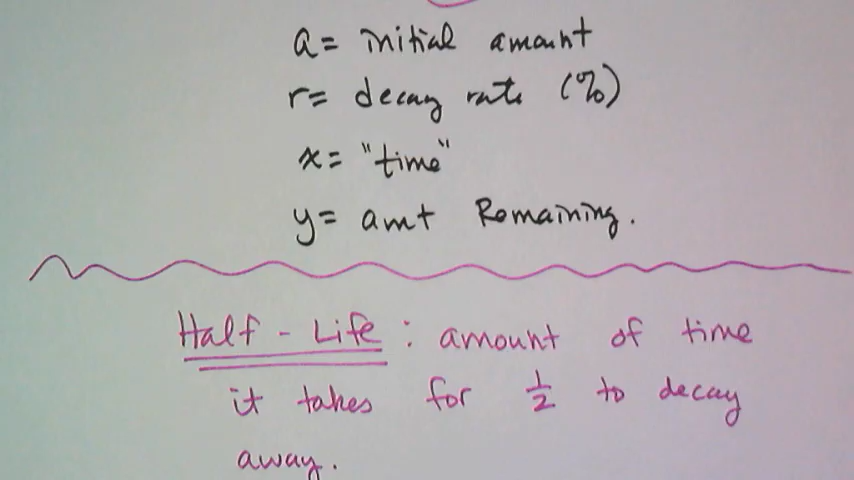 a = initial amount
r = decay rate (%)
x = "time"
y = amt Remaining.
Half - Life : amount of time
it takes for 1/2 to decay
away.